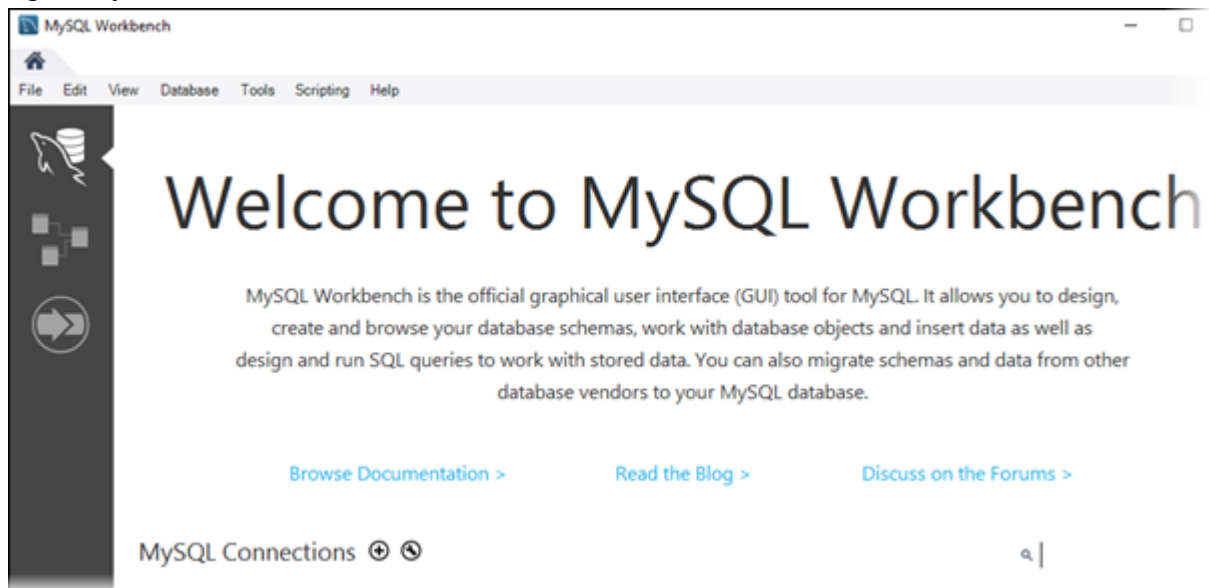 MySQL Workbench
File Edit View Database Tools Scripting Help
Welcome to MySQL Workbench
MySQL Workbench is the official graphical user interface (GUI) tool for MySQL. It allows you to design,
create and browse your database schemas, work with database objects and insert data as well as
design and run SQL queries to work with stored data. You can also migrate schemas and data from other
database vendors to your MySQL database.
Browse Documentation > Read the Blog > Discuss on the Forums >
MySQL Connections